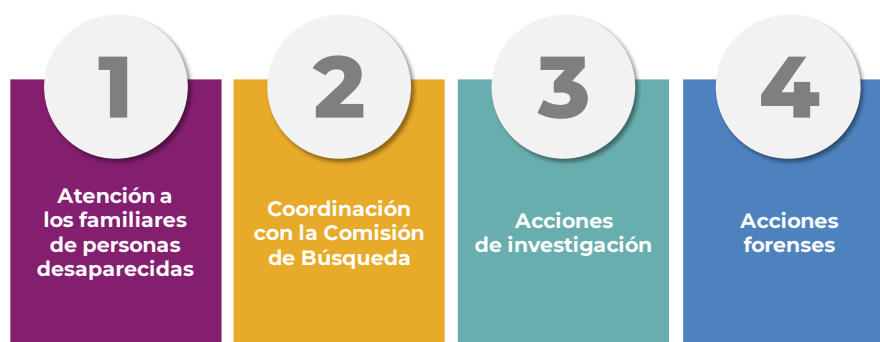 1
Atención a
los familiares
de personas
desaparecidas
2
Coordinación
con la Comisión
de Búsqueda
3
Acciones
de investigación
4
Acciones
forenses